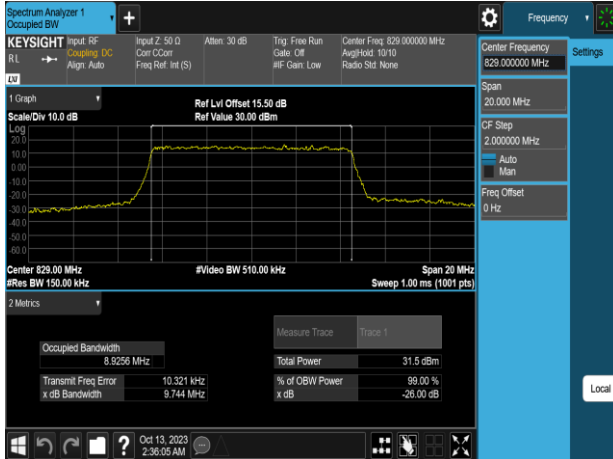 Spectrum Analyzer 1
Occupied BW
Frequency
KEYSIGHT
RL
LXI
Input: RF
Coupling: DC
Align: Auto
Input Z: 50 Ω
Corr CCorr
Freq Ref: Int (S)
Atten: 30 dB
Trig: Free Run
Gate: Off
#IF Gain: Low
Center Freq: 829.000000 MHz
Avg|Hold: 10/10
Radio Std: None
Center Frequency
829.000000 MHz
Settings
Span
20.000 MHz
CF Step
2.000000 MHz
Auto
Man
Freq Offset
0 Hz
Local
1 Graph
Scale/Div 10.0 dB
Ref Lvl Offset 15.50 dB
Ref Value 30.00 dBm
Log
20.0
10.0
0.00
-10.0
-20.0
-30.0
-40.0
-50.0
-60.0
Center 829.00 MHz
#Res BW 150.00 kHz
#Video BW 510.00 kHz
Span 20 MHz
Sweep 1.00 ms (1001 pts)
2 Metrics
Measure Trace
Trace 1
Occupied Bandwidth
8.9256 MHz
Total Power
31.5 dBm
Transmit Freq Error
10.321 kHz
% of OBW Power
99.00 %
x dB Bandwidth
9.744 MHz
x dB
-26.00 dB
?
Oct 13, 2023
2:36:05 AM